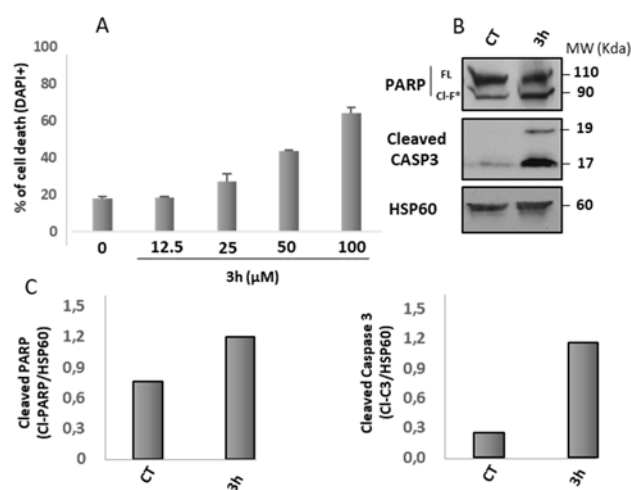 A
% of cell death (DAPI+)
100
80
60
40
20
0
0 12.5 25 50 100
3h (µM)
B
CT 3h MW (Kda)
PARP FL Cl-F* 110 90
Cleaved CASP3 19 17
HSP60 60
C
Cleaved PARP
(Cl-PARP/HSP60)
1,5
1,2
0,9
0,6
0,3
0
CT 3h
Cleaved Caspase 3
(Cl-C3/HSP60)
1,5
1,2
0,9
0,6
0,3
0,0
CT 3h